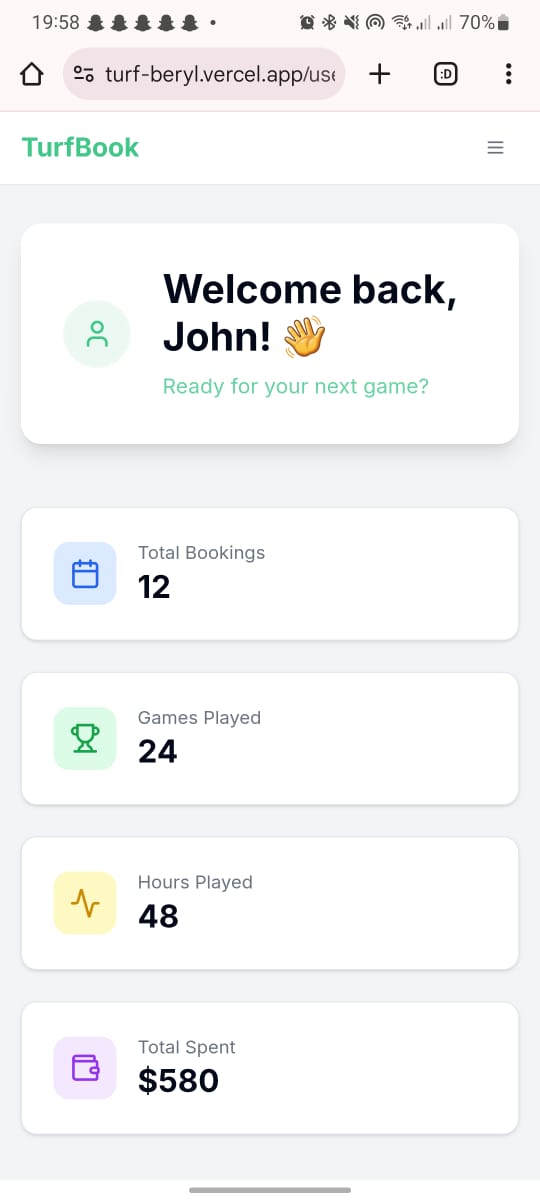 19:58
70%
turf-beryl.vercel.app/use
:D
TurfBook
Welcome back,
John! 👋
Ready for your next game?
Total Bookings
12
Games Played
24
Hours Played
48
Total Spent
$580